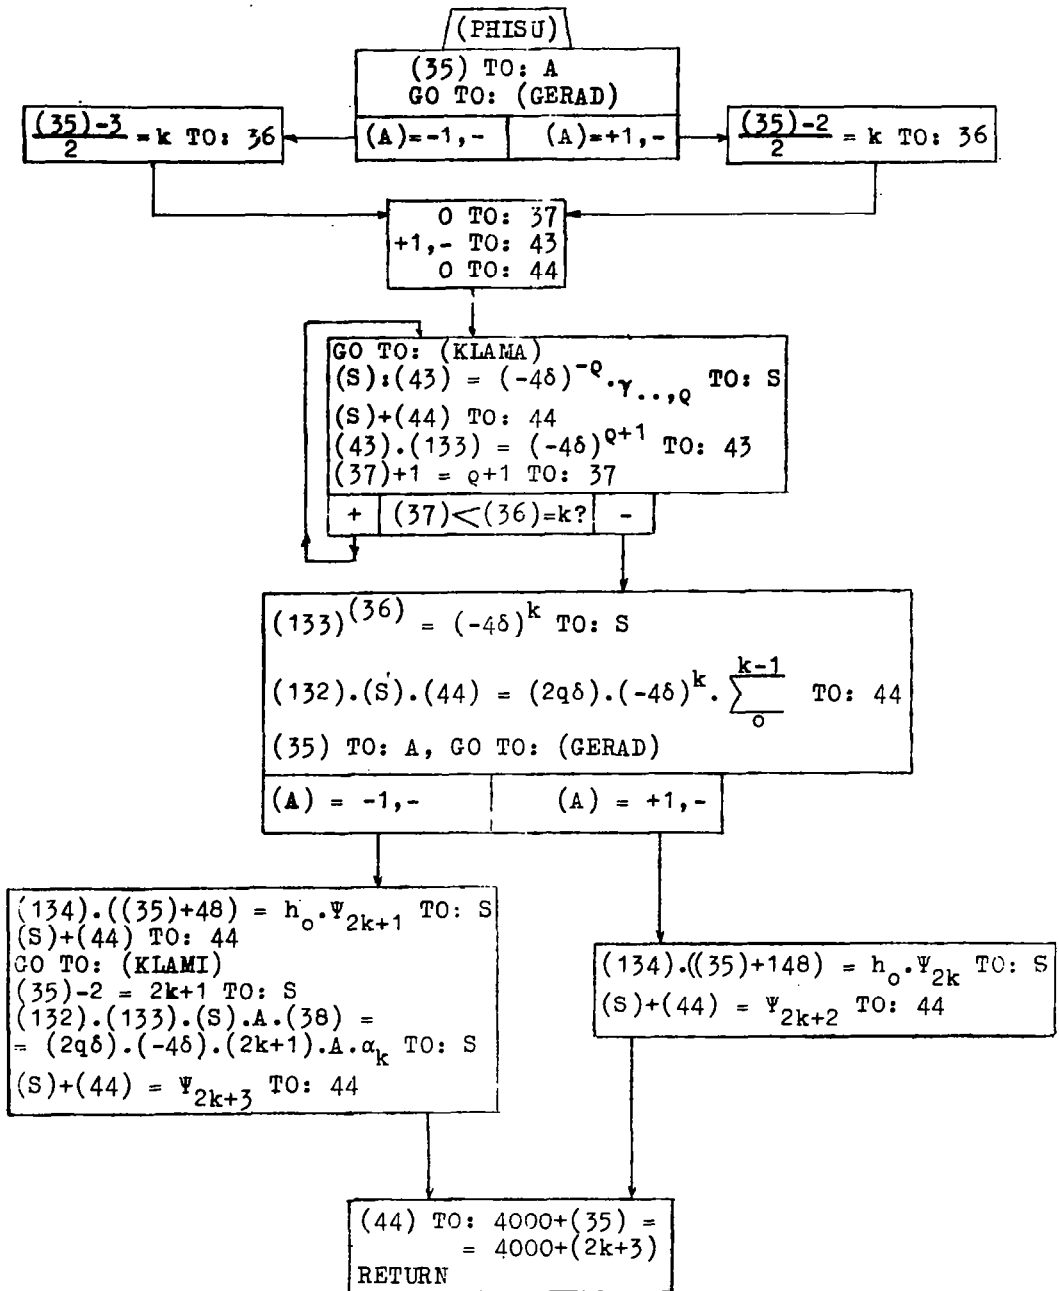 (PHISU)
(35) TO: A
GO TO: (GERAD)
(A)=-1,-
(A)=+1,-
(35)-3
2
=k TO: 36
(35)-2
2
= k TO: 36
0 TO: 37
+1,- TO: 43
0 TO: 44
GO TO: (KLAMA)
(S):(43) = (-4δ)^-ϱ.γ..,ϱ TO: S
(S)+(44) TO: 44
(43).(133) = (-4δ)^ϱ+1 TO: 43
(37)+1 = ϱ+1 TO: 37
+ (37)<(36)=k? -
(133)^(36) = (-4δ)^k TO: S
k-1
(132).(S).(44) = (2qδ).(-4δ)^k. ∑ TO: 44
0
(35) TO: A, GO TO: (GERAD)
(A) = -1,-
(A) = +1,-
(134).((35)+48) = h_o.Ψ_2k+1 TO: S
(S)+(44) TO: 44
GO TO: (KLAMI)
(35)-2 = 2k+1 TO: S
(132).(133).(S).A.(38) =
= (2qδ).(-4δ).(2k+1).A.α_k TO: S
(S)+(44) = Ψ_2k+3 TO: 44
(134).((35)+148) = h_o.Ψ_2k TO: S
(S)+(44) = Ψ_2k+2 TO: 44
(44) TO: 4000+(35) =
= 4000+(2k+3)
RETURN